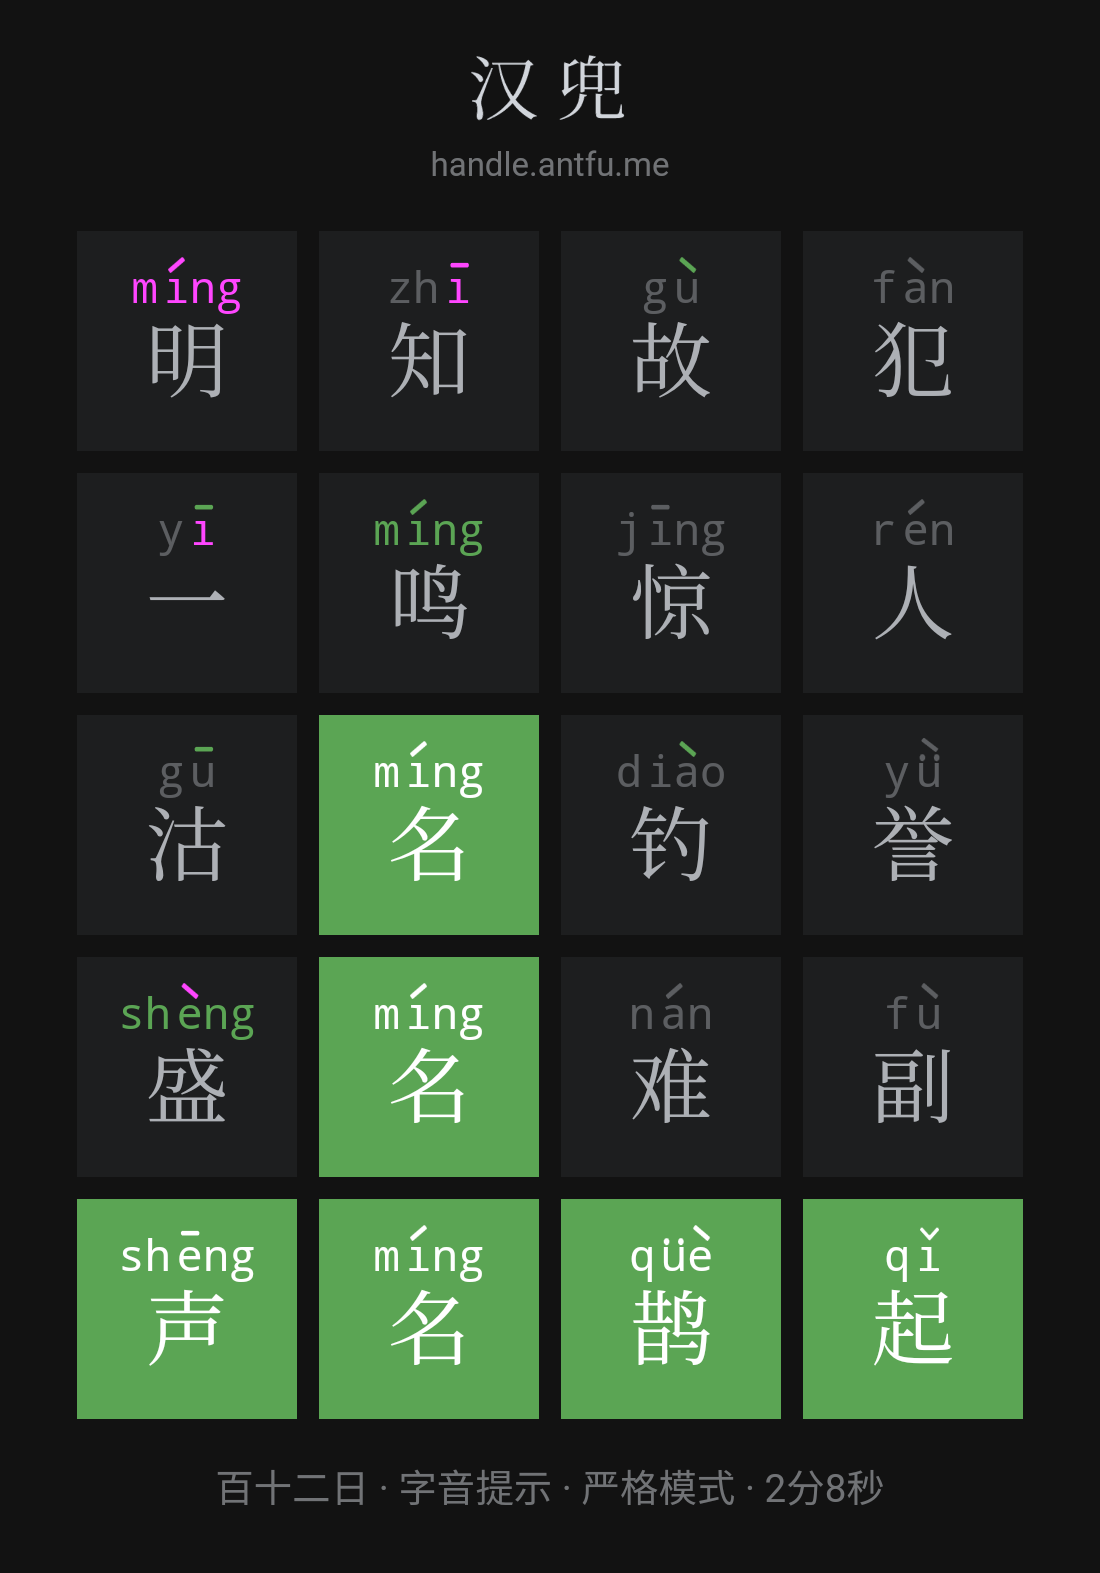 汉兜
handle.antfu.me
míng zhī gù fàn
明 知 故 犯
yī míng jīng rén
一 鸣 惊 人
gū míng diào yǜ
沽 名 钓 誉
shèng míng nán fù
盛 名 难 副
shēng míng qüè qǐ
声 名 鹊 起
百十二日 · 字音提示 · 严格模式 · 2分8秒